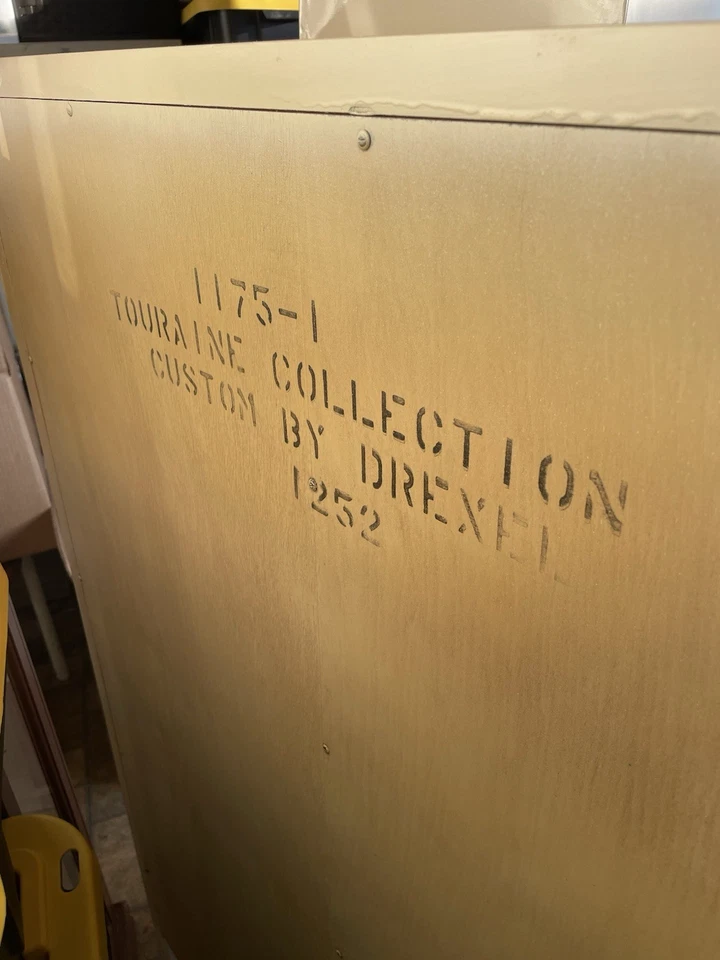 1175-1
TOURAINE COLLECTION
CUSTOM BY DREXEL
1252